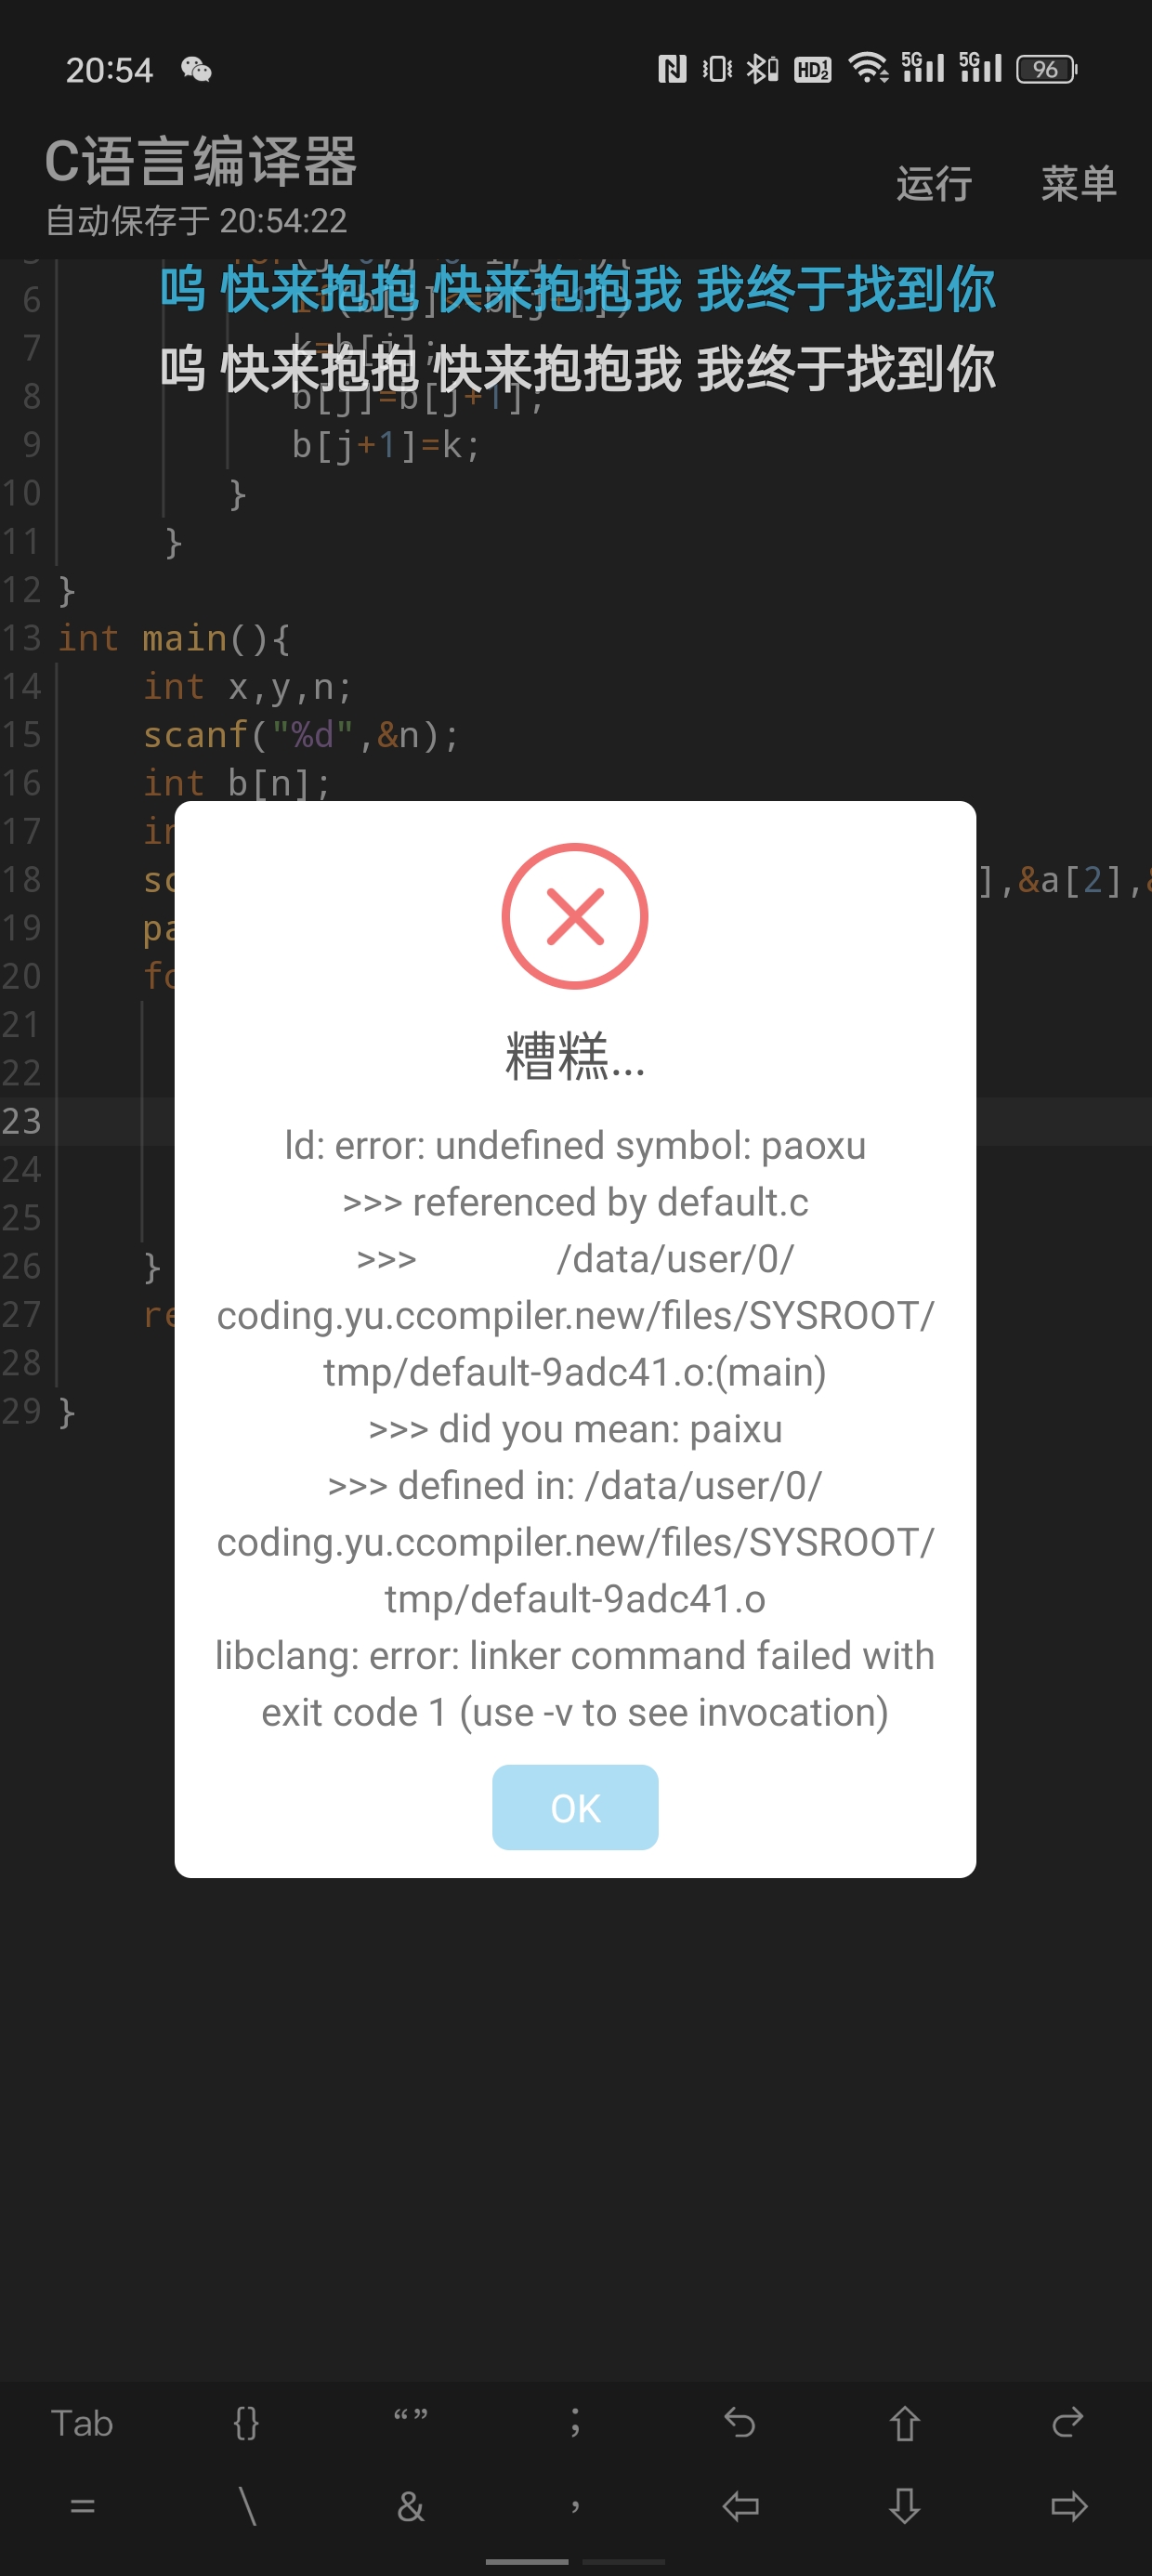 20:54 HD 1 2 5G 5G 96
C语言编译器
运行 菜单
自动保存于 20:54:22
呜 快来抱抱 快来抱抱我 我终于找到你
6
呜 快来抱抱 快来抱抱我 我终于找到你
7
8 b[j]=b[j+1];
9 b[j+1]=k;
10 }
11 }
12 }
13 int main(){
14 int x,y,n;
15 scanf("%d",&n);
16 int b[n];
17 in
18 sc ],&a[2],&
19 pa
20 fo
21
22
23
24
25
26 }
27 re
28
29 }
糟糕...
ld: error: undefined symbol: paoxu
>>> referenced by default.c
>>> /data/user/0/
coding.yu.ccompiler.new/files/SYSROOT/
tmp/default-9adc41.o:(main)
>>> did you mean: paixu
>>> defined in: /data/user/0/
coding.yu.ccompiler.new/files/SYSROOT/
tmp/default-9adc41.o
libclang: error: linker command failed with
exit code 1 (use -v to see invocation)
OK
Tab {} “” ;
= \ & ,